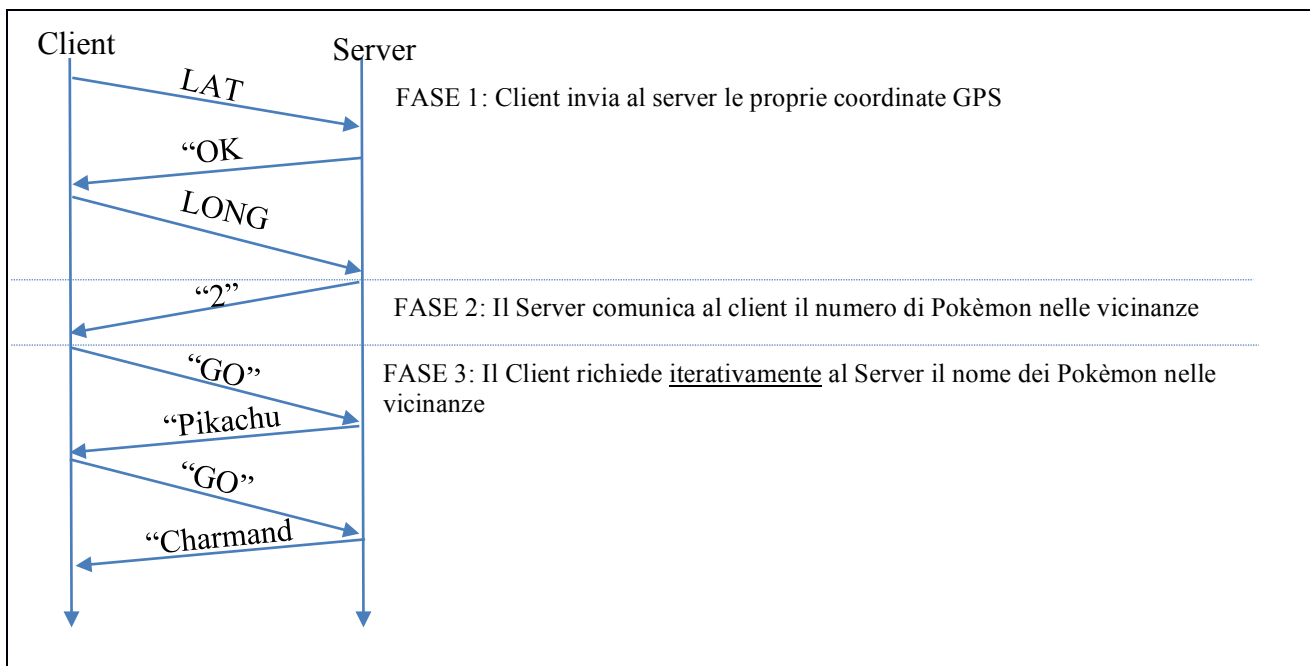 Client
Server
LAT
FASE 1: Client invia al server le proprie coordinate GPS
“OK
LONG
“2”
FASE 2: Il Server comunica al client il numero di Pokèmon nelle vicinanze
“GO”
FASE 3: Il Client richiede iterativamente al Server il nome dei Pokèmon nelle
vicinanze
“Pikachu
“GO”
“Charmand